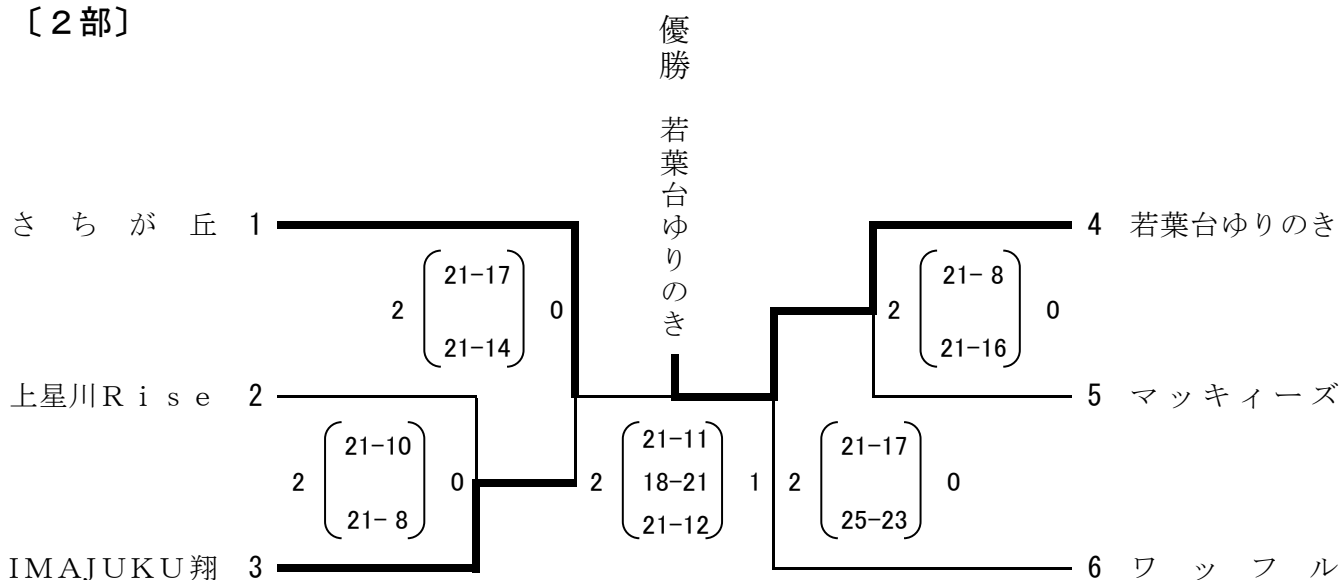 〔２部〕
優勝　若葉台ゆりのき
さちが丘 1
4 若葉台ゆりのき
2 21-17 21-14 0
2 21- 8 21-16 0
上星川Ｒｉｓｅ 2
5 マッキィーズ
2 21-10 21- 8 0
2 21-11 18-21 21-12 1
2 21-17 25-23 0
IMAJUKU翔 3
6 ワッフル